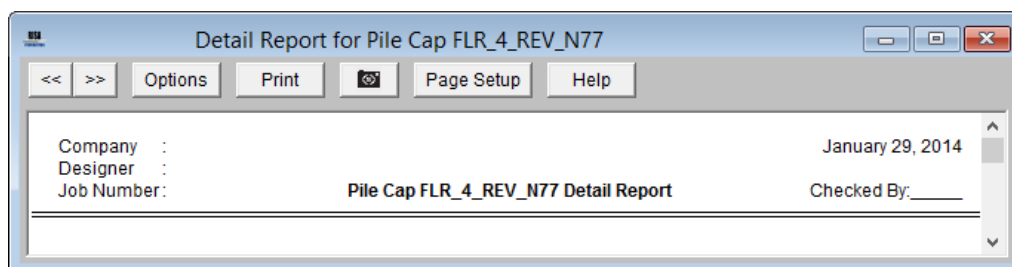 Detail Report for Pile Cap FLR_4_REV_N77
<< >> Options Print Page Setup Help
Company : January 29, 2014
Designer :
Job Number : Pile Cap FLR_4_REV_N77 Detail Report Checked By:_____